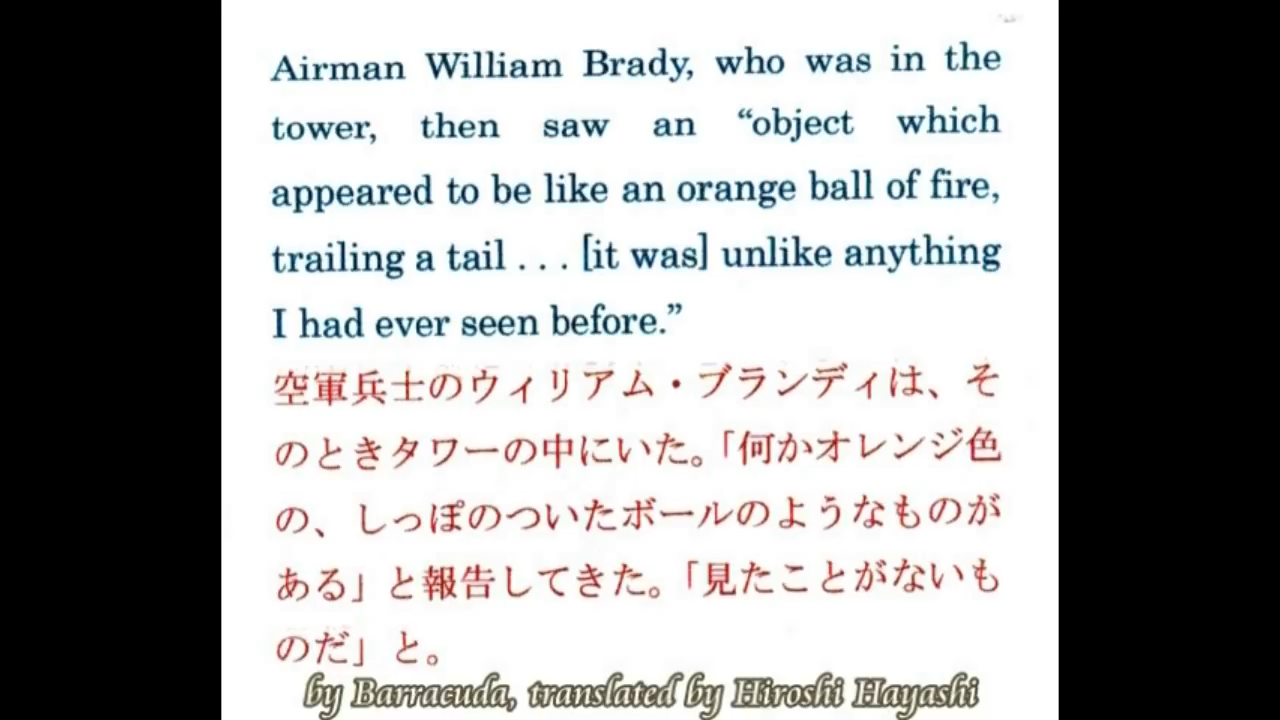 Airman William Brady, who was in the
tower, then saw an “object which
appeared to be like an orange ball of fire,
trailing a tail . . . [it was] unlike anything
I had ever seen before.”
空軍兵士のウィリアム・ブランディは、そ
のときタワーの中にいた。「何かオレンジ色
の、しっぽのついたボールのようなものが
ある」と報告してきた。「見たことがないも
のだ」と。
by Barracuda, translated by Hiroshi Hayashi